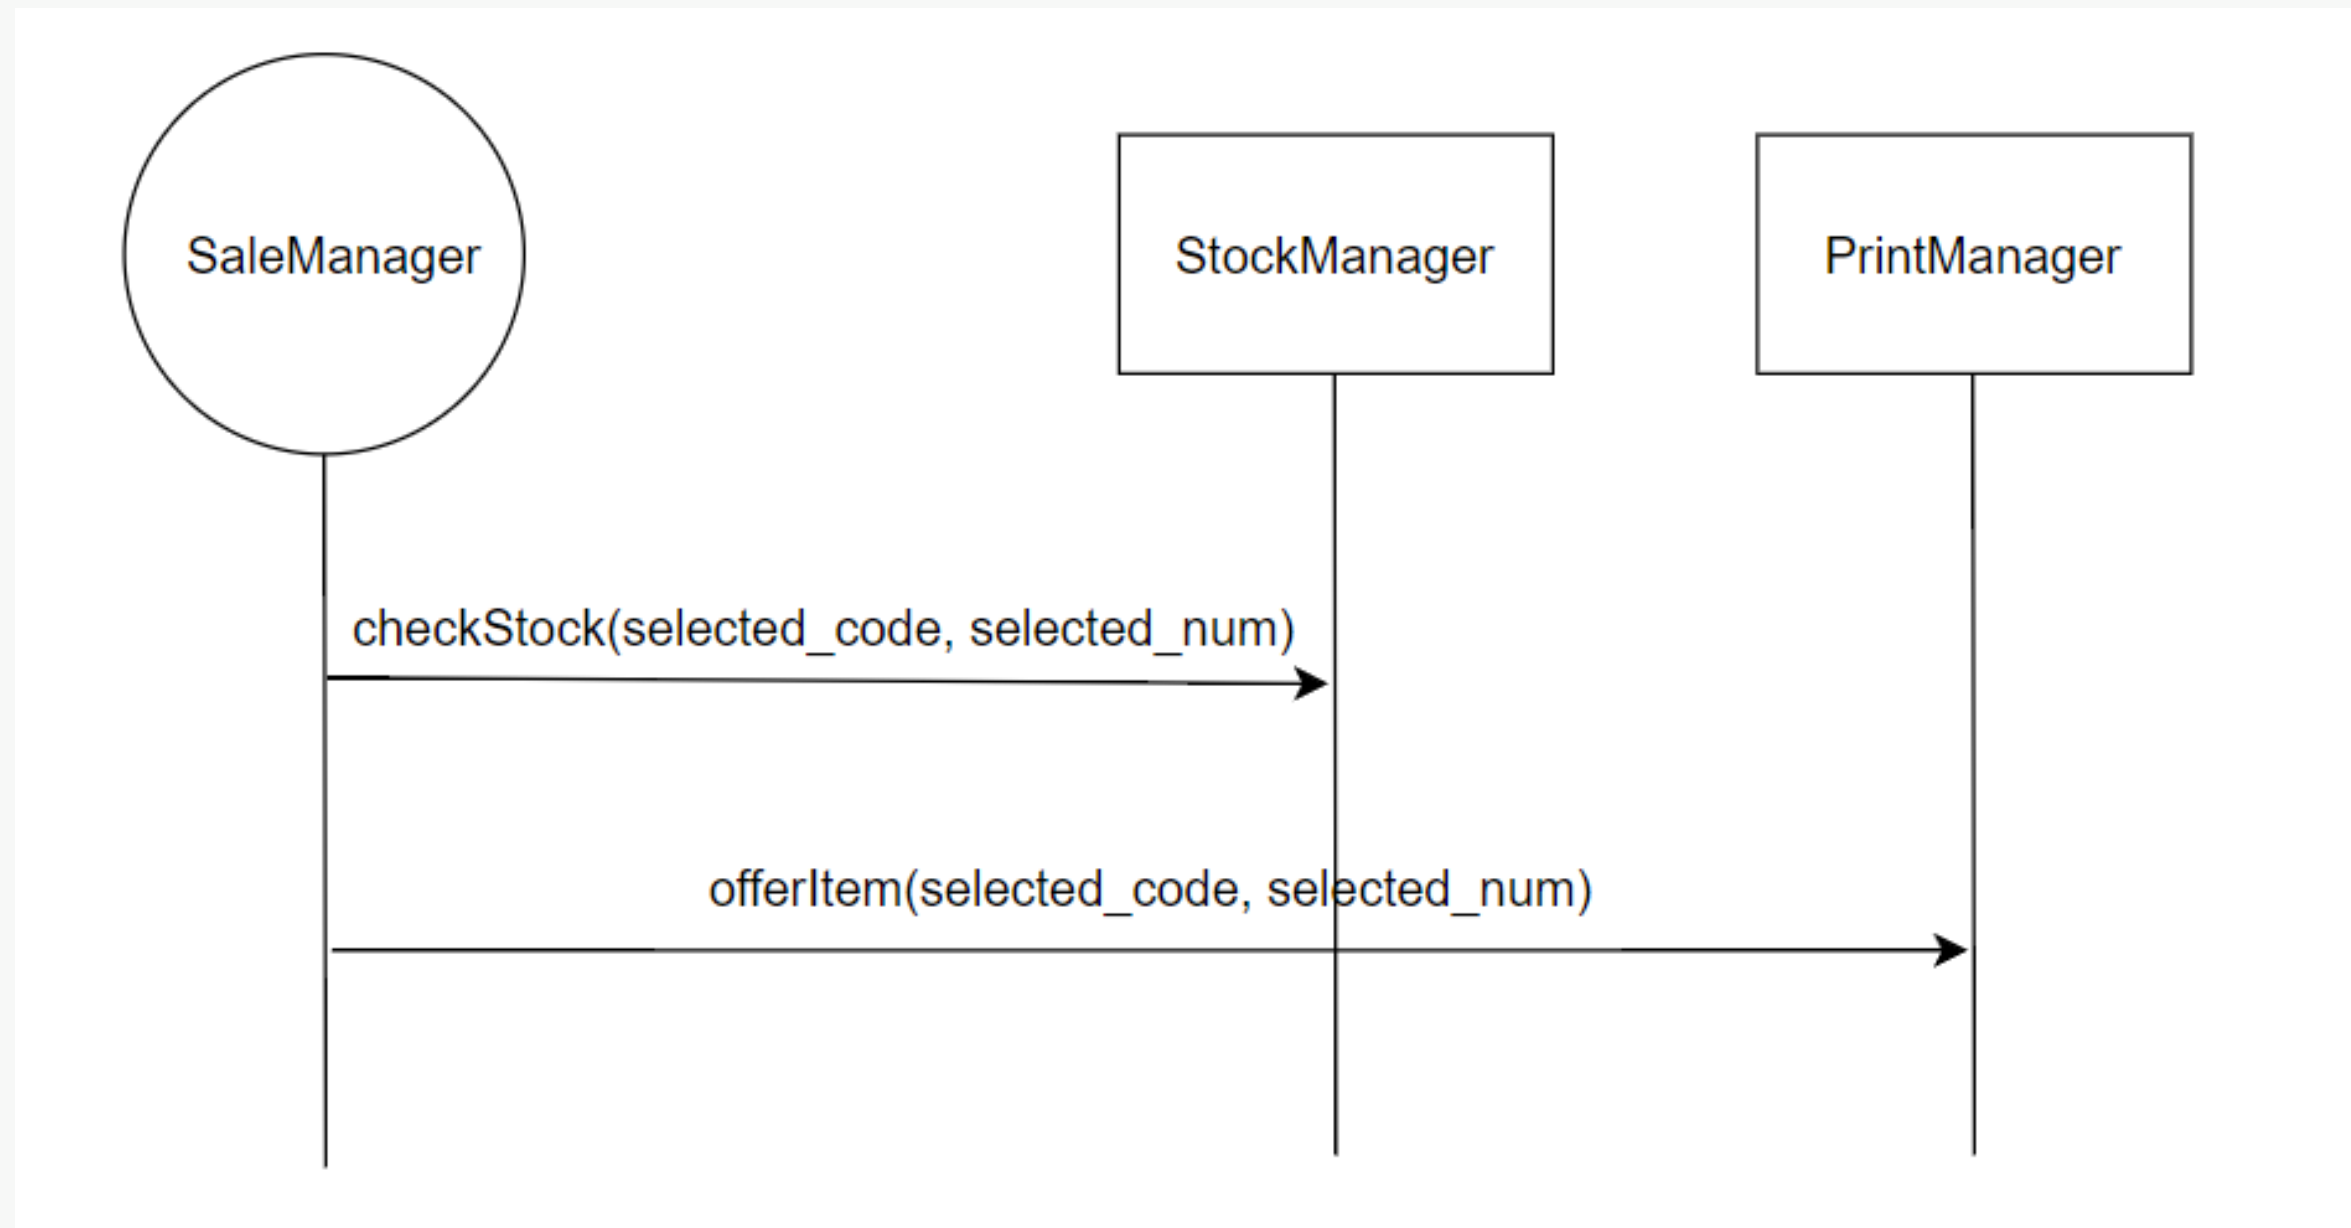 SaleManager
StockManager
PrintManager
checkStock(selected_code, selected_num)
offerItem(selected_code, selected_num)